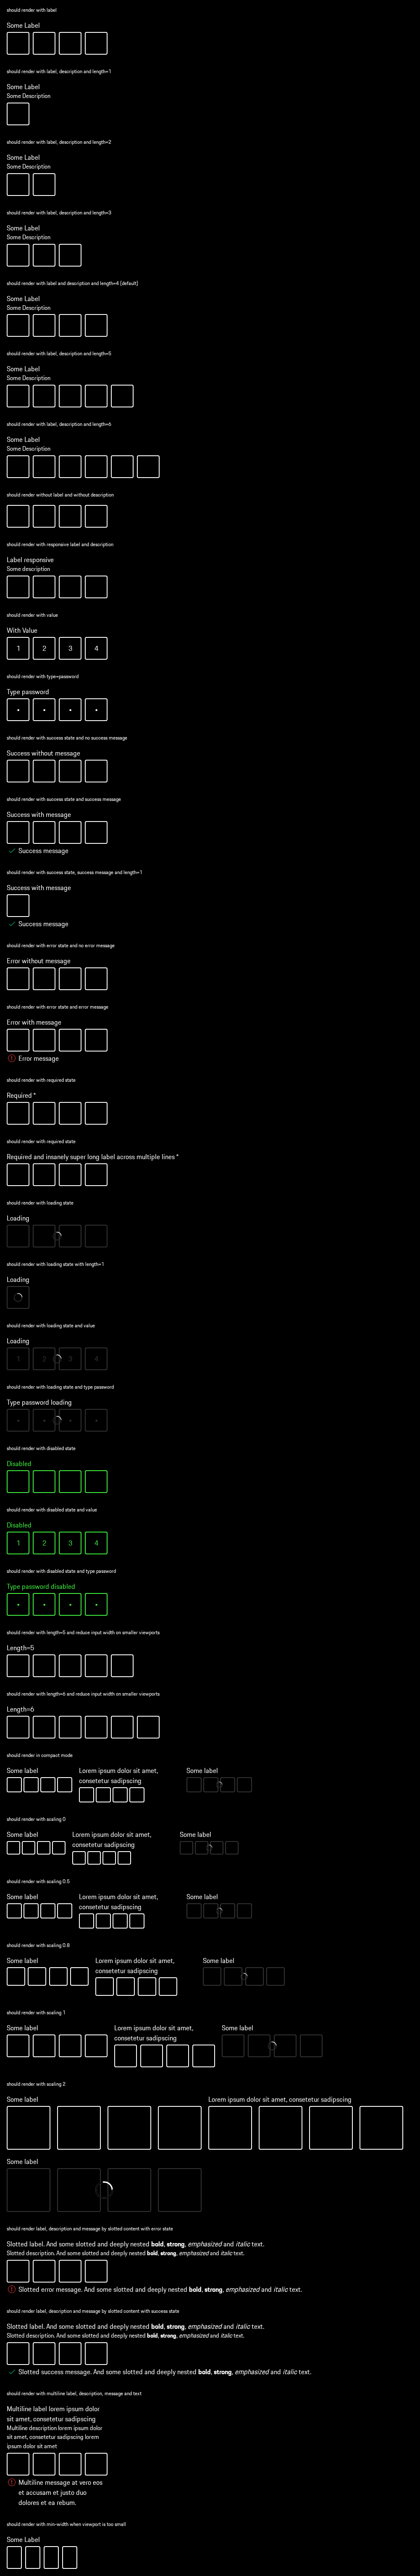 should render with label
Some Label
should render with label, description and length=1
Some Label
Some Description
should render with label, description and length=2
Some Label
Some Description
should render with label, description and length=3
Some Label
Some Description
should render with label and description and length=4 (default)
Some Label
Some Description
should render with label, description and length=5
Some Label
Some Description
should render with label, description and length=6
Some Label
Some Description
should render without label and without description
should render with responsive label and description
Label responsive
Some description
should render with value
With Value
1 2 3 4
should render with type=password
Type password
should render with success state and no success message
Success without message
should render with success state and success message
Success with message
Success message
should render with success state, success message and length=1
Success with message
Success message
should render with error state and no error message
Error without message
should render with error state and error message
Error with message
Error message
should render with required state
Required *
should render with required state
Required and insanely super long label across multiple lines *
should render with loading state
Loading
should render with loading state with length=1
Loading
should render with loading state and value
Loading
1 2 3 4
should render with loading state and type password
Type password loading
should render with disabled state
Disabled
should render with disabled state and value
Disabled
1 2 3 4
should render with disabled state and type password
Type password disabled
should render with length=5 and reduce input width on smaller viewports
Length=5
should render with length=6 and reduce input width on smaller viewports
Length=6
should render in compact mode
Some label Lorem ipsum dolor sit amet, Some label
consetetur sadipscing
should render with scaling 0
Some label Lorem ipsum dolor sit amet, Some label
consetetur sadipscing
should render with scaling 0.5
Some label Lorem ipsum dolor sit amet, Some label
consetetur sadipscing
should render with scaling 0.8
Some label Lorem ipsum dolor sit amet, Some label
consetetur sadipscing
should render with scaling 1
Some label Lorem ipsum dolor sit amet, Some label
consetetur sadipscing
should render with scaling 2
Some label Lorem ipsum dolor sit amet, consetetur sadipscing
Some label
should render label, description and message by slotted content with error state
Slotted label. And some slotted and deeply nested bold, strong, emphasized and italic text.
Slotted description. And some slotted and deeply nested bold, strong, emphasized and italic text.
Slotted error message. And some slotted and deeply nested bold, strong, emphasized and italic text.
should render label, description and message by slotted content with success state
Slotted label. And some slotted and deeply nested bold, strong, emphasized and italic text.
Slotted description. And some slotted and deeply nested bold, strong, emphasized and italic text.
Slotted success message. And some slotted and deeply nested bold, strong, emphasized and italic text.
should render with multiline label, description, message and text
Multiline label lorem ipsum dolor
sit amet, consetetur sadipscing
Multiline description lorem ipsum dolor
sit amet, consetetur sadipscing lorem
ipsum dolor sit amet
Multiline message at vero eos
et accusam et justo duo
dolores et ea rebum.
should render with min-width when viewport is too small
Some Label